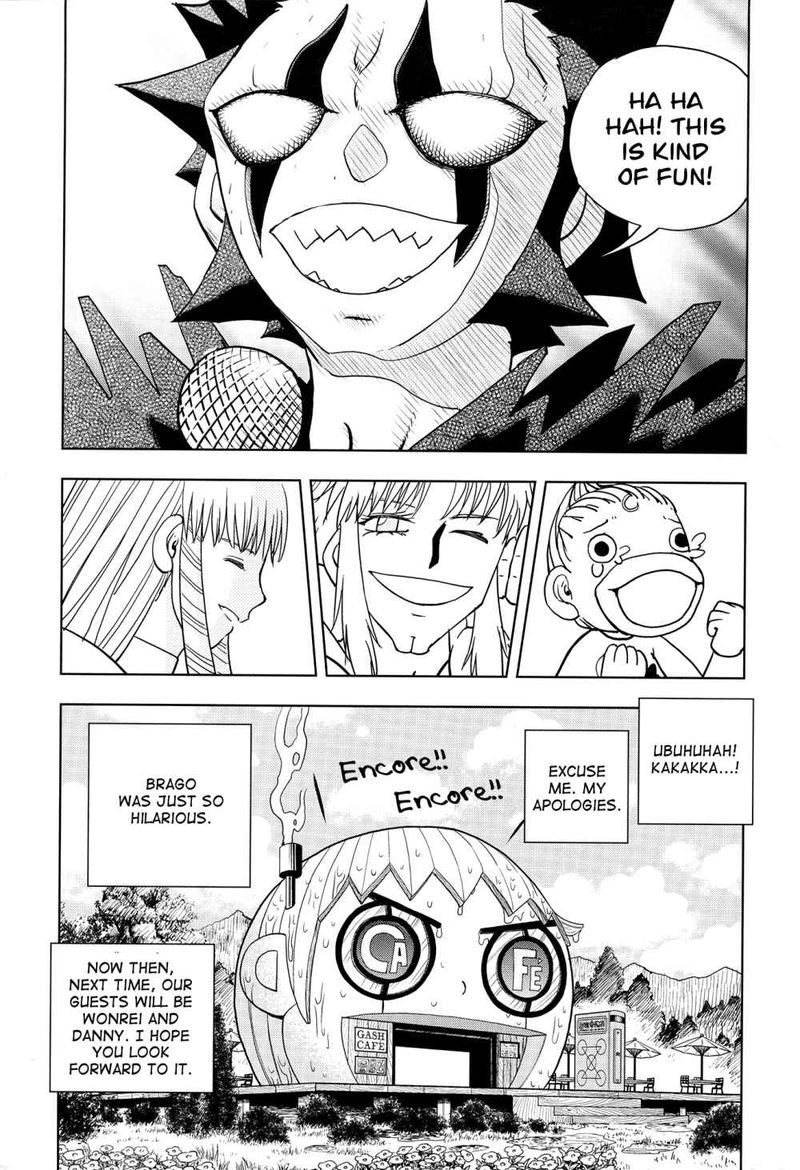 HA HA
HAH! THIS
IS KIND
OF FUN!
UBUHUHAH!
KAKAKKA...!
EXCUSE
ME. MY
APOLOGIES.
Encore!!
Encore!!
BRAGO
WAS JUST SO
HILARIOUS.
CA
FE
GASH
CAFE
NOW THEN,
NEXT TIME, OUR
GUESTS WILL BE
WONREI AND
DANNY. I HOPE
YOU LOOK
FORWARD TO IT.